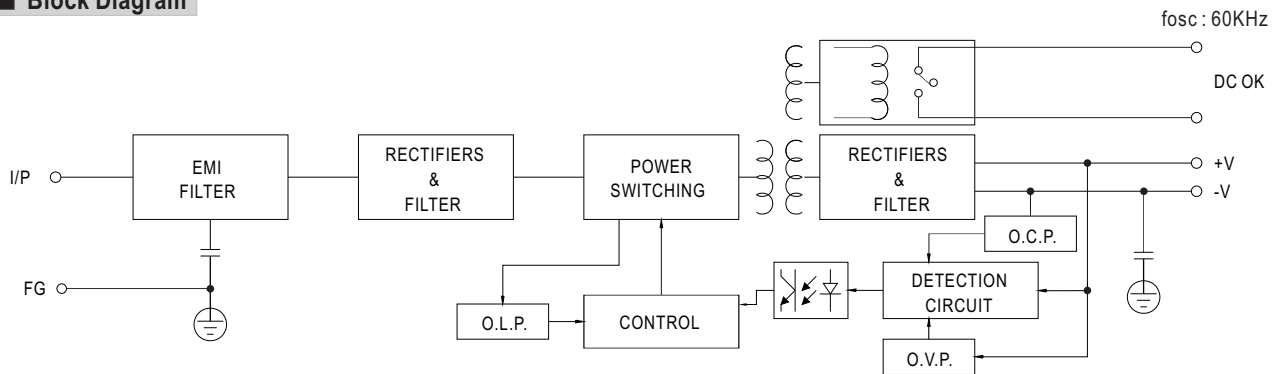 ■ Block Diagram
fosc : 60KHz
DC OK
I/P
EMI
FILTER
RECTIFIERS
&
FILTER
POWER
SWITCHING
RECTIFIERS
&
FILTER
+V
-V
O.C.P.
FG
O.L.P.
CONTROL
DETECTION
CIRCUIT
O.V.P.